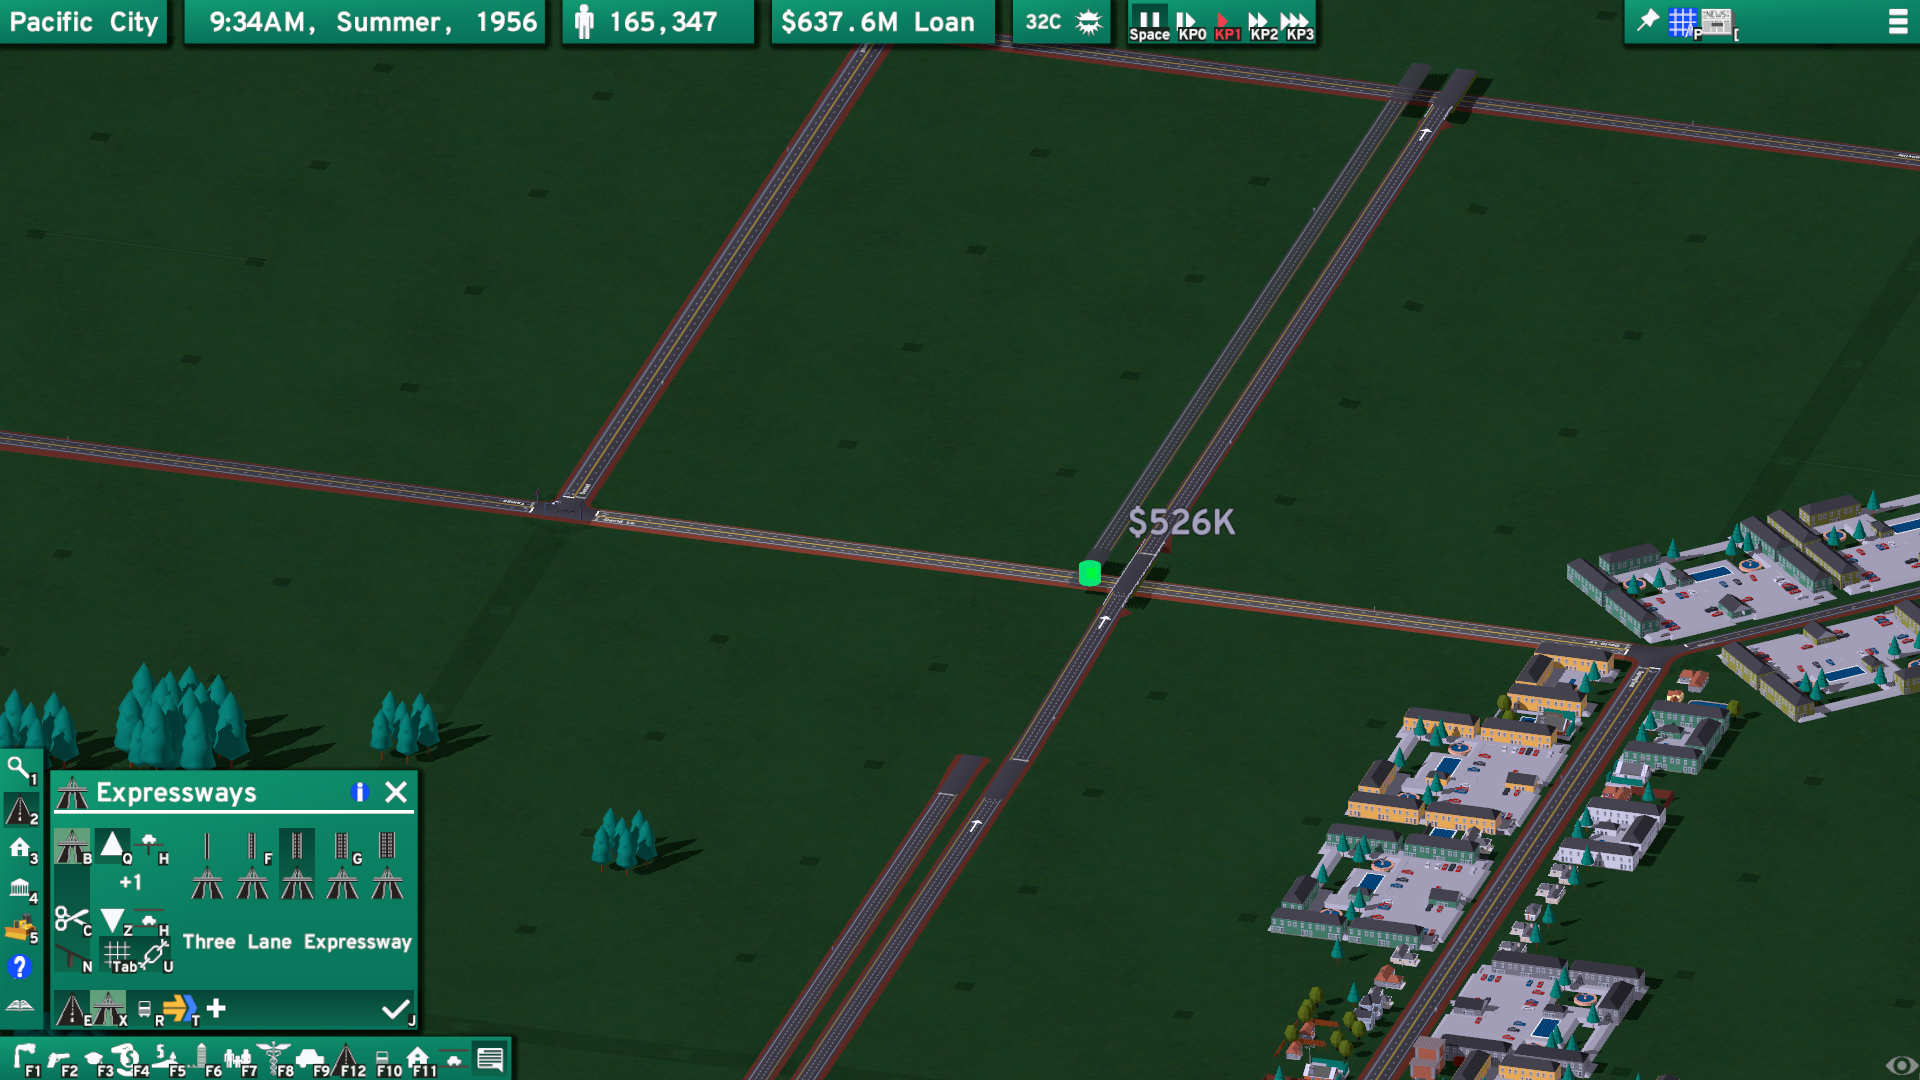 Pacific City
9:34AM, Summer, 1956
165,347
$637.6M Loan
32C
Space
KP0
KP1
KP2
KP3
P
NEWS
[
$526K
1
2
3
4
5
Expressways
B
Q
H
F
G
+1
C
Z
H
Three Lane Expressway
N
Tab
U
E
X
R
T
J
F1
F2
F3
F4
F5
F6
F7
F8
F9
F12
F10
F11